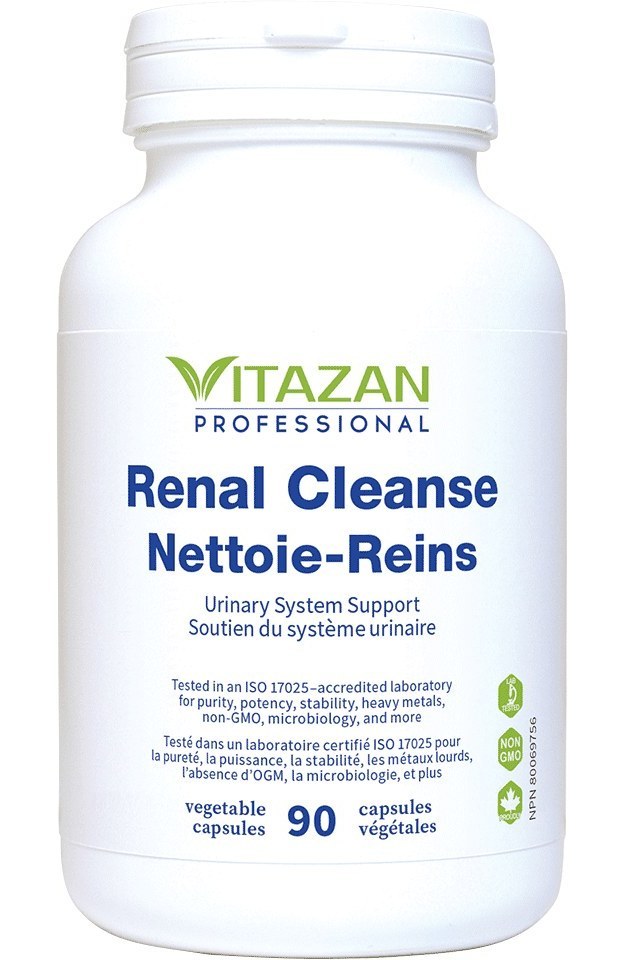 VITAZAN
PROFESSIONAL
Renal Cleanse
Nettoie-Reins
Urinary System Support
Soutien du système urinaire
Tested in an ISO 17025–accredited laboratory
for purity, potency, stability, heavy metals,
non-GMO, microbiology, and more
Testé dans un laboratoire certifié ISO 17025 pour
la pureté, la puissance, la stabilité, les métaux lourds,
l'absence d'OGM, la microbiologie, et plus
vegetable
capsules
90
capsules
végétales
LAB
TESTED
NON
GMO
PROUDLY
NPN 80069756